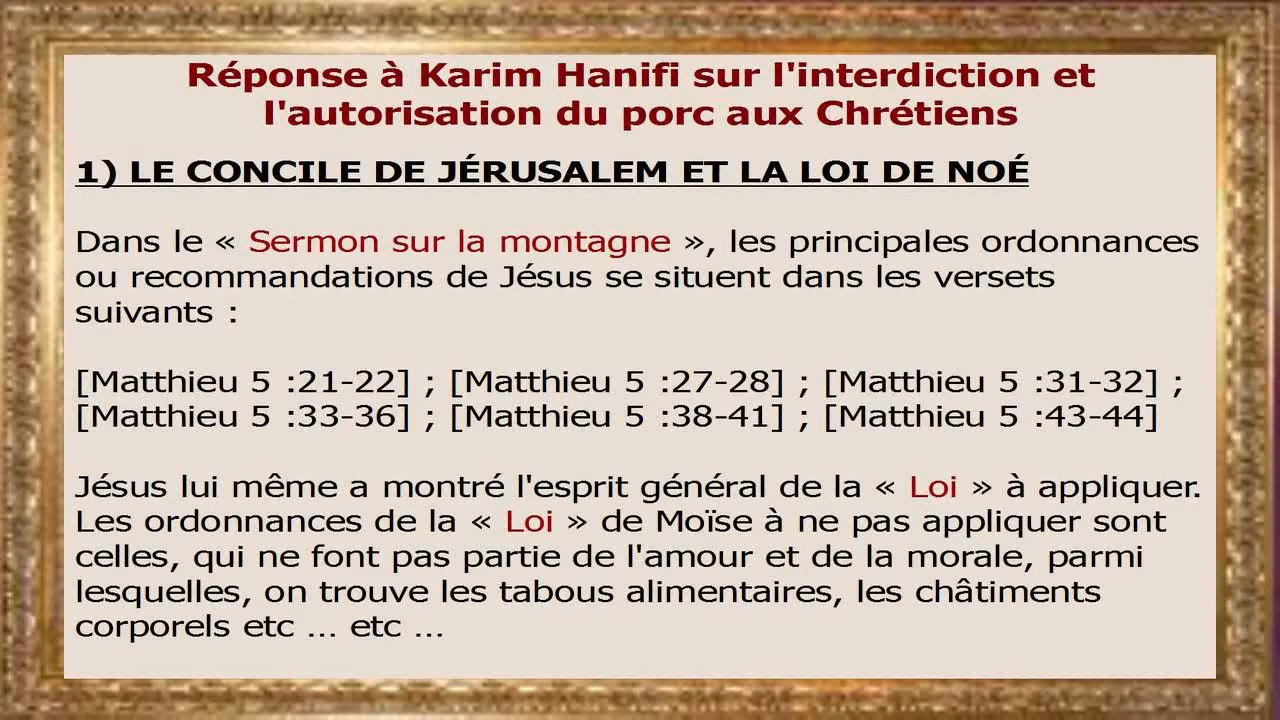 Réponse à Karim Hanifi sur l'interdiction et
l'autorisation du porc aux Chrétiens
1) LE CONCILE DE JÉRUSALEM ET LA LOI DE NOÉ
Dans le « Sermon sur la montagne », les principales ordonnances
ou recommandations de Jésus se situent dans les versets
suivants :
[Matthieu 5 :21-22] ; [Matthieu 5 :27-28] ; [Matthieu 5 :31-32] ;
[Matthieu 5 :33-36] ; [Matthieu 5 :38-41] ; [Matthieu 5 :43-44]
Jésus lui même a montré l'esprit général de la « Loi » à appliquer.
Les ordonnances de la « Loi » de Moïse à ne pas appliquer sont
celles, qui ne font pas partie de l'amour et de la morale, parmi
lesquelles, on trouve les tabous alimentaires, les châtiments
corporels etc ... etc ...